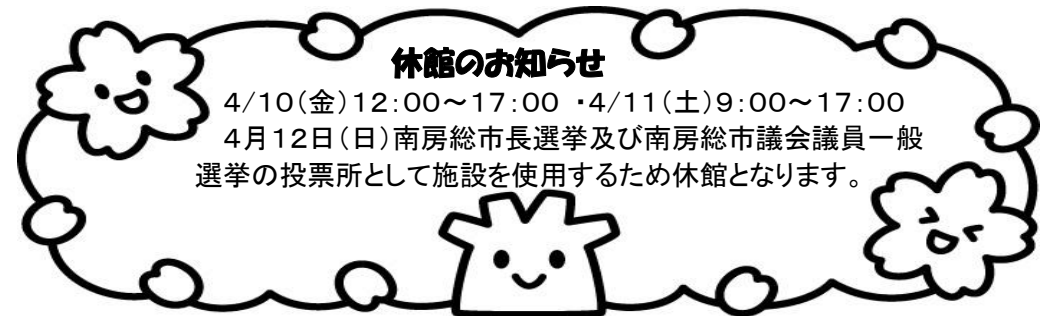 休館のお知らせ
4/10(金)12:00～17:00 ・4/11(土)9:00～17:00
4月12日(日)南房総市長選挙及び南房総市議会議員一般
選挙の投票所として施設を使用するため休館となります。